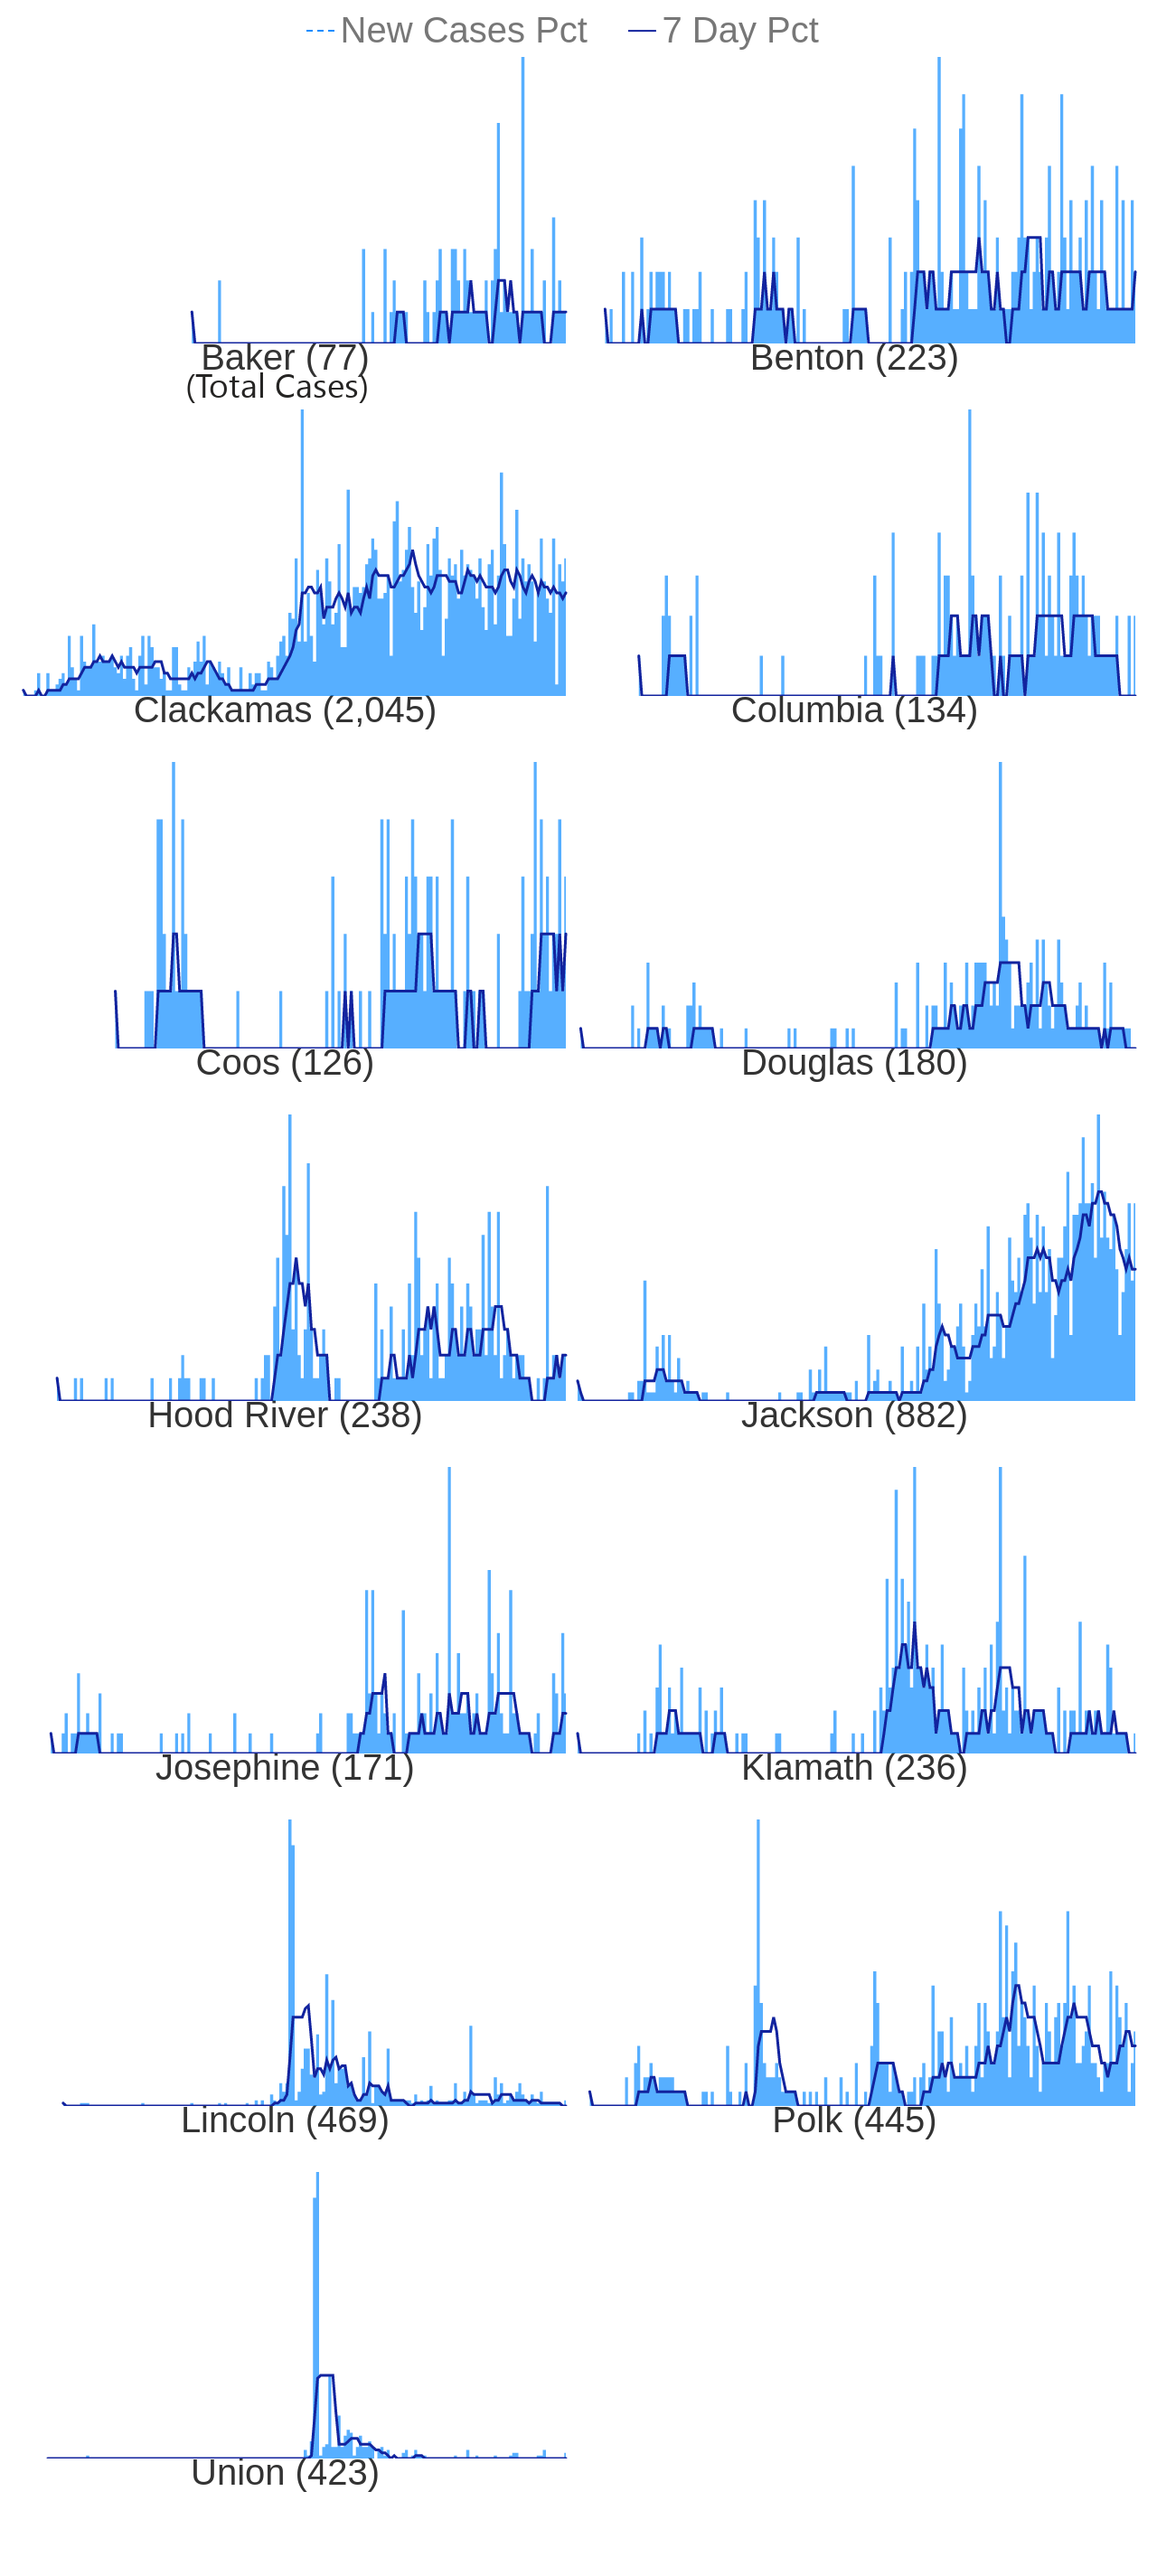 New Cases Pct 7 Day Pct
Baker (77) Benton (223)
(Total Cases)
Clackamas (2,045) Columbia (134)
Coos (126) Douglas (180)
Hood River (238) Jackson (882)
Josephine (171) Klamath (236)
Lincoln (469) Polk (445)
Union (423)